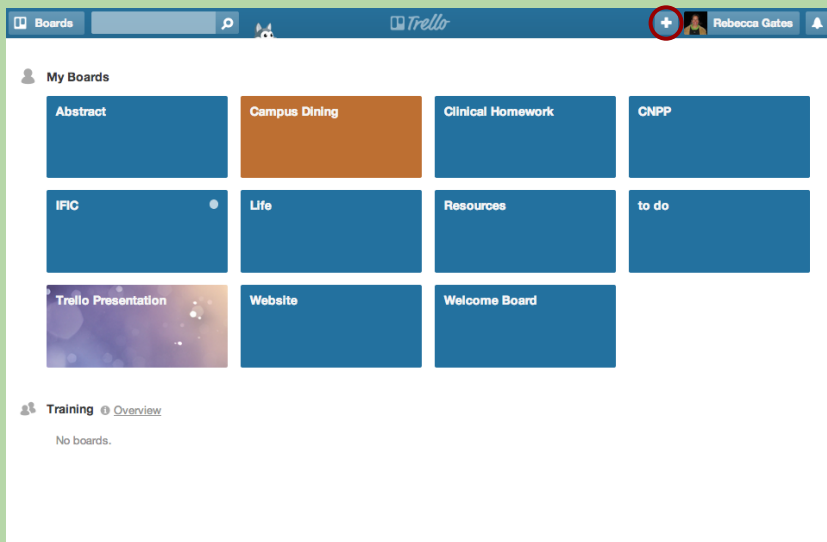 Boards Trello Rebecca Gates
My Boards
Abstract Campus Dining Clinical Homework CNPP
IFIC Life Resources to do
Trello Presentation Website Welcome Board
Training Overview
No boards.